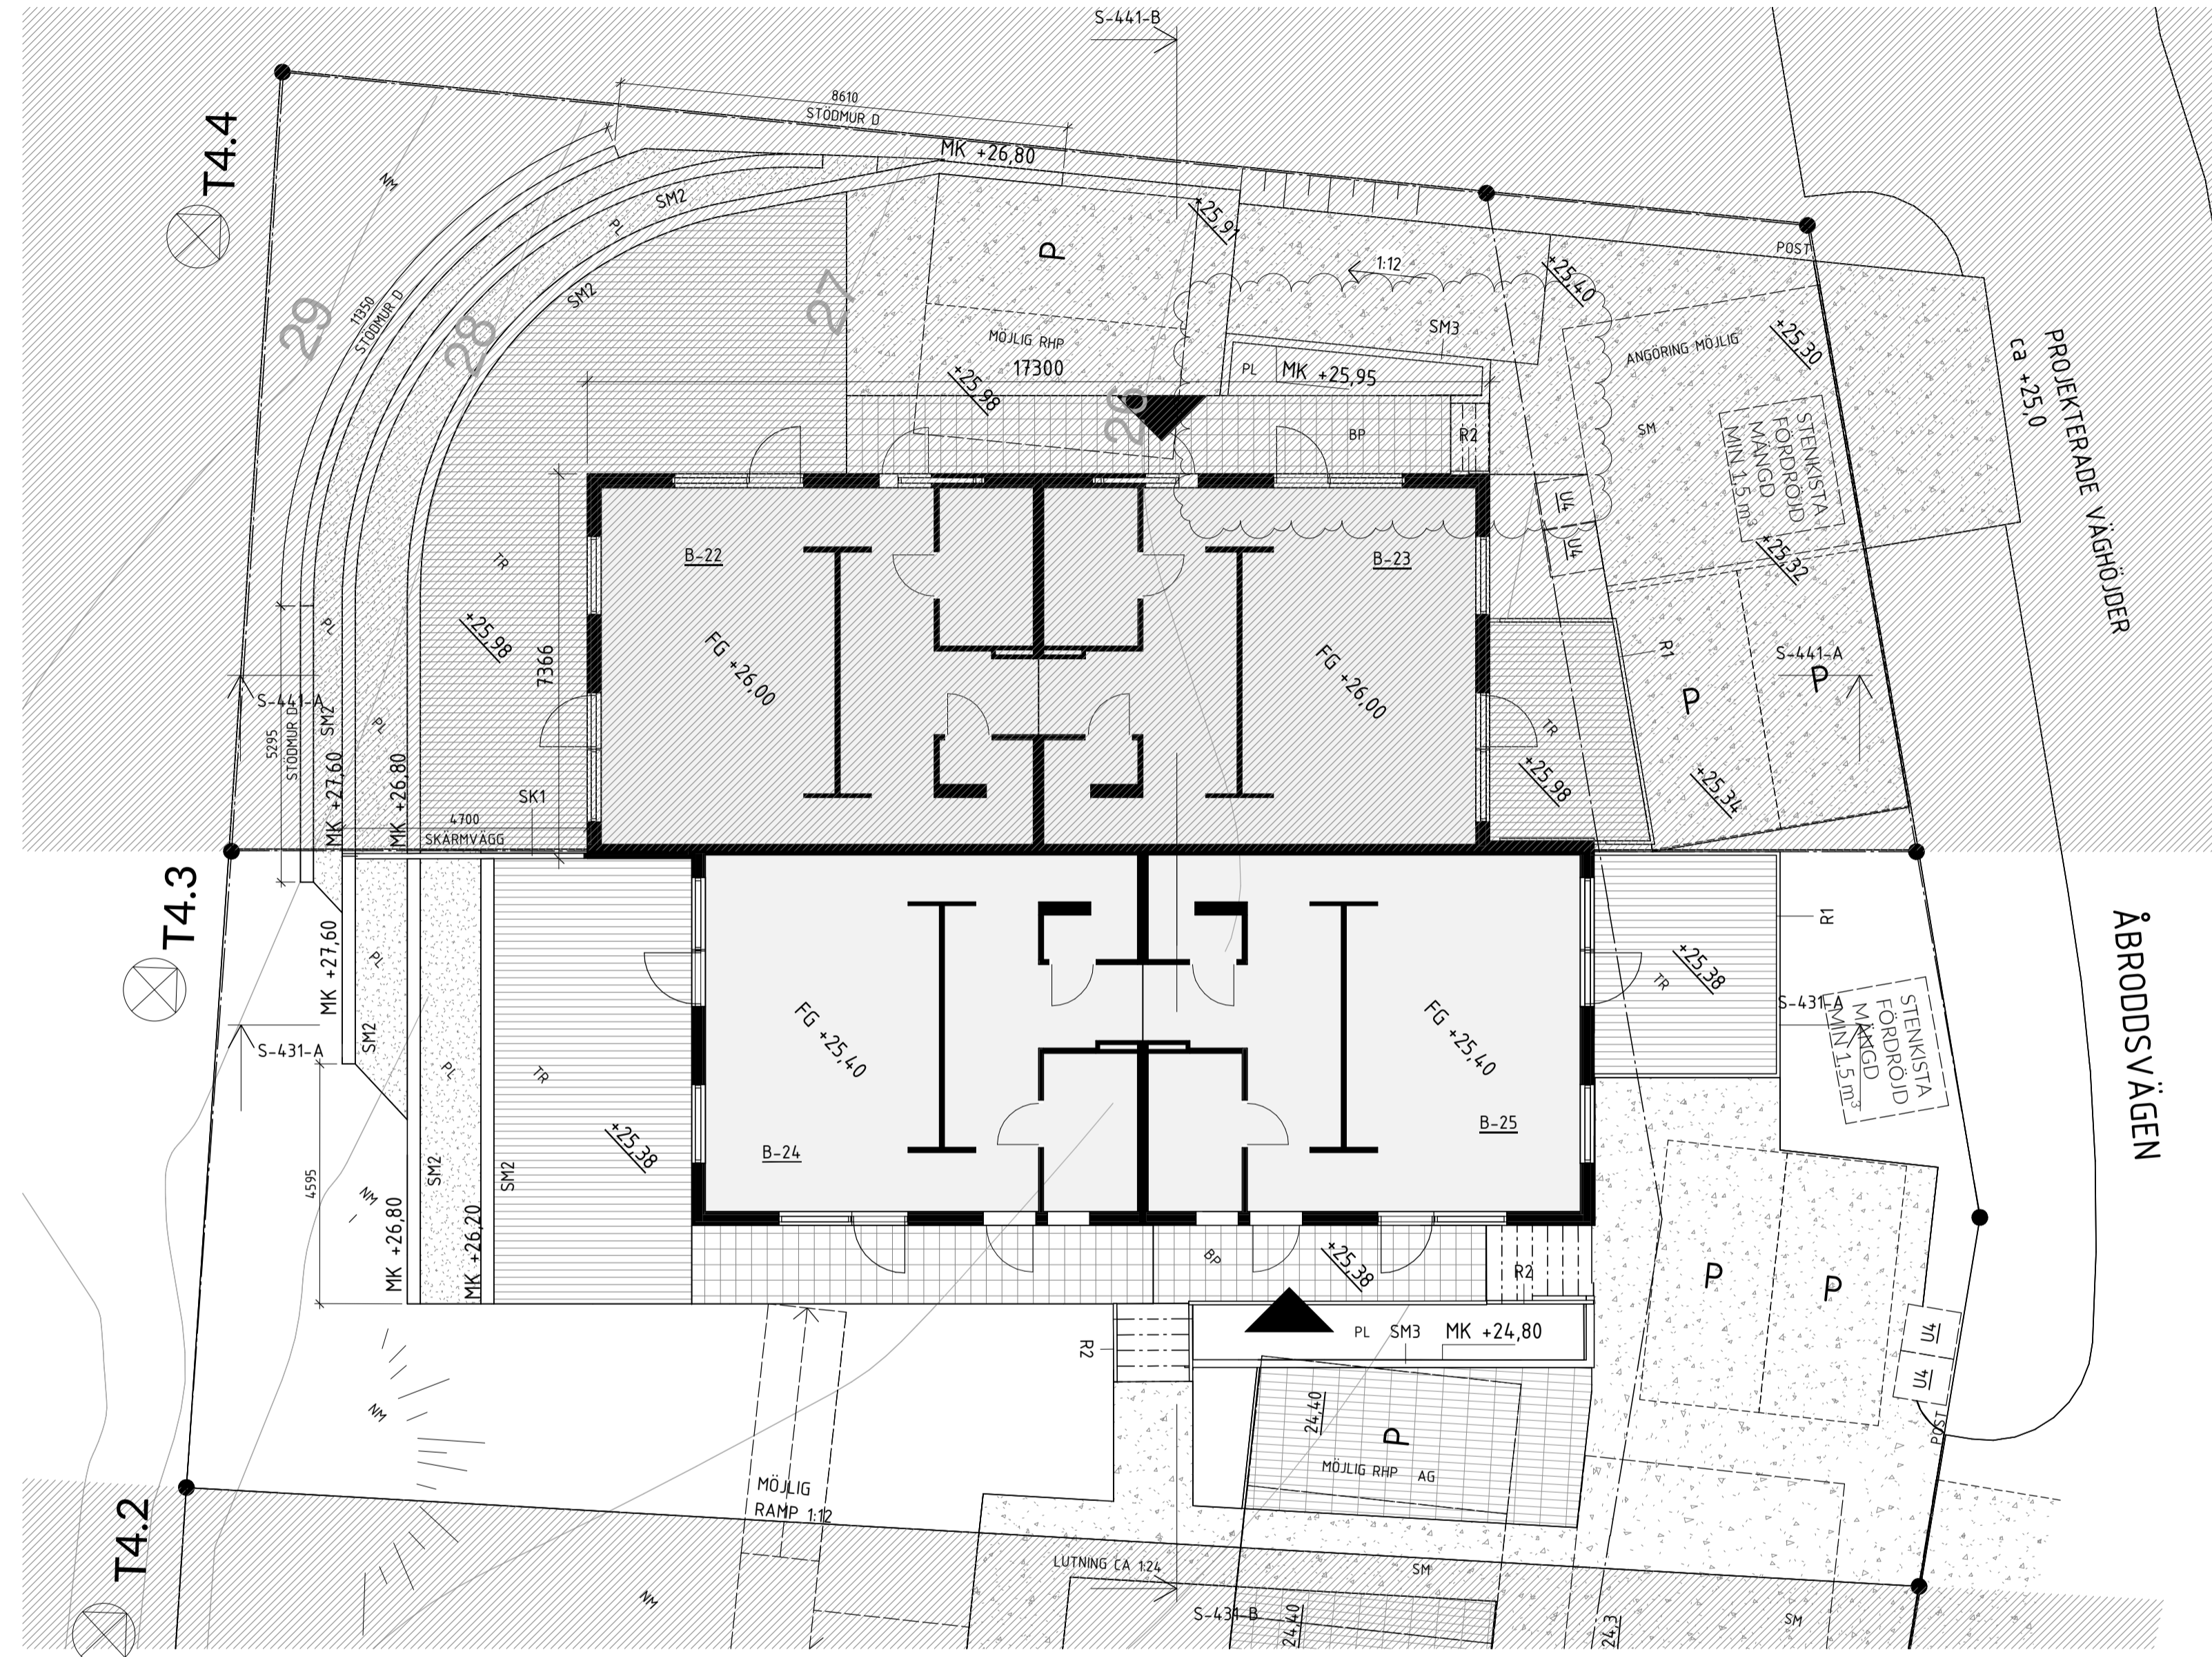 S-441-B
T4.4
8610
STÖDMUR D
MK +26,80
NM
SM2
PL
SM2
11350
STÖDMUR D
29
28
27
26
P
+25,91
1:12
+25,40
POST
SM3
MÖJLIG RHP
17300
+25,98
PL
MK +25,95
ANGÖRING MÖJLIG
+25,30
PROJEKTERADE VÄGHÖJDER
ca +25,0
SM
STENKISTA
FÖRDRÖJD
MÄNGD
MIN 1.5 m³
+25,32
BP
R2
U4
U4
B-22
B-23
TR
+25,98
7366
FG +26,00
FG +26,00
R1
S-441-A
P
P
TR
+25,98
+25,34
PL
S-441-A
5295
STÖDMUR D
SM2
PL
MK +27,60
MK +26,80
SK1
4700
SKÄRMVÄGG
T4.3
MK +27,60
PL
SM2
S-431-A
PL
TR
FG +25,40
FG +25,40
R1
+25,38
TR
S-431-A
STENKISTA
FÖRDRÖJD
MÄNGD
MIN 1.5 m³
ÅBRODDSVÄGEN
4595
NM
MK +26,80
SM2
MK +26,20
SM2
+25,38
B-24
B-25
BP
+25,38
R2
P
P
U4
U4
POST
R2
PL
SM3
MK +24,80
24,40
P
MÖJLIG RHP
AG
NM
MÖJLIG
RAMP 1:12
T4.2
NM
LUTNING CA 1:24
SM
S-431-B
24,40
24,3
SM